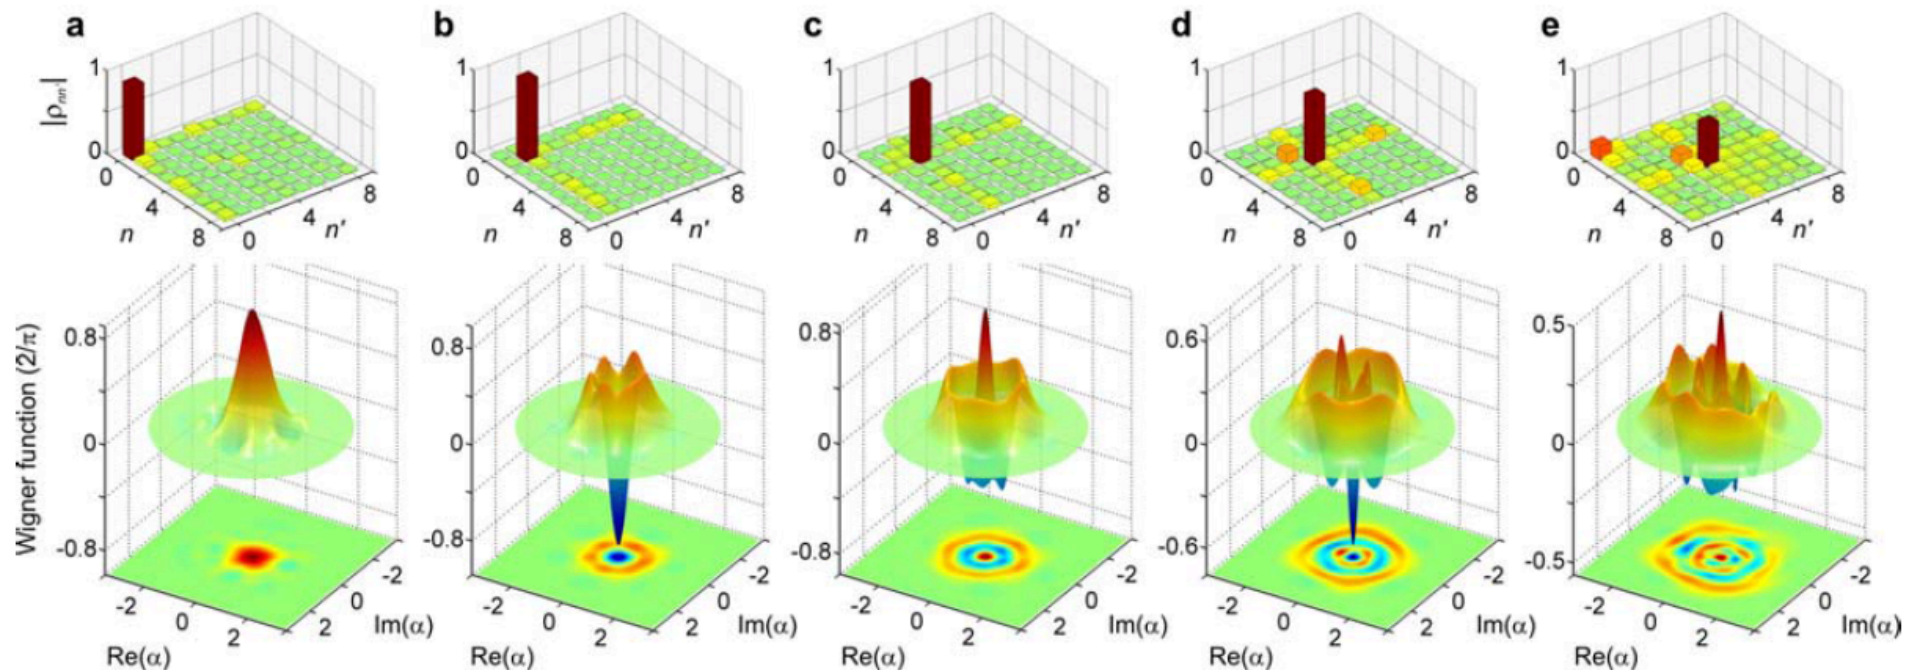 a b c d e
|ρnn'|
1 1 1 1 1
0 0 0 0 0
0 4 8 n 0 4 8 n'
0 4 8 n 0 4 8 n'
0 4 8 n 0 4 8 n'
0 4 8 n 0 4 8 n'
0 4 8 n 0 4 8 n'
Wigner function (2/π)
0.8 0 -0.8
-2 0 2 Re(α) -2 0 2 Im(α)
0.8 0 -0.8
-2 0 2 Re(α) -2 0 2 Im(α)
0.8 0 -0.8
-2 0 2 Re(α) -2 0 2 Im(α)
0.6 0 -0.6
-2 0 2 Re(α) -2 0 2 Im(α)
0.5 0 -0.5
-2 0 2 Re(α) -2 0 2 Im(α)